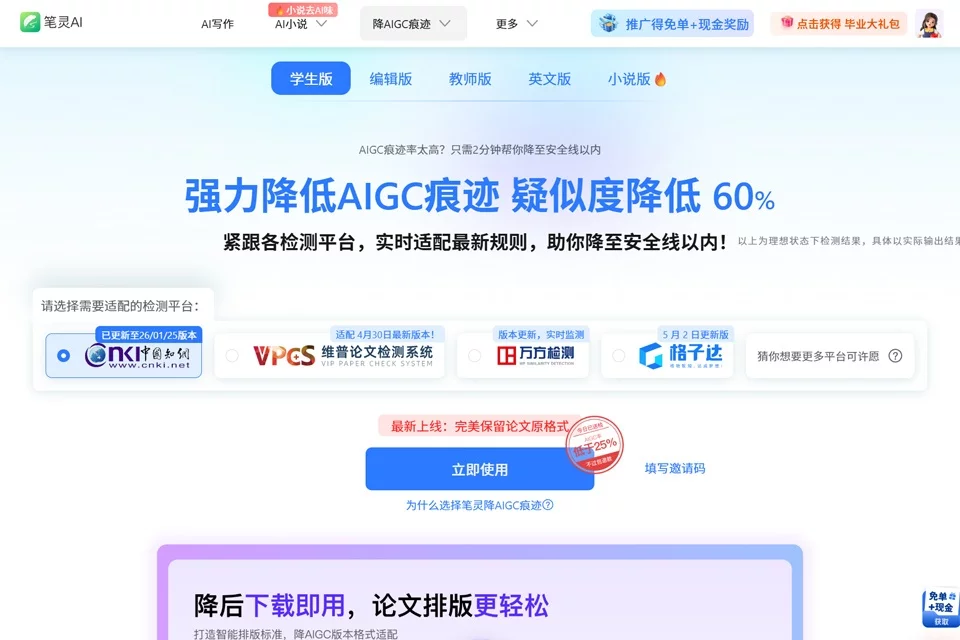 笔灵AI
AI写作
小说去AI味
AI小说
降AIGC痕迹
更多
推广得免单+现金奖励
点击获得 毕业大礼包
学生版
编辑版
教师版
英文版
小说版
AIGC痕迹率太高？只需2分钟帮你降至安全线以内
强力降低AIGC痕迹 疑似度降低 60%
紧跟各检测平台，实时适配最新规则，助你降至安全线以内！
以上为理想状态下检测结果，具体以实际输出结果
请选择需要适配的检测平台：
已更新至26/01/25版本
CNKI中国知网
www.cnki.net
适配 4月30日最新版本！
VPCS 维普论文检测系统
VIP PAPER CHECK SYSTEM
版本更新，实时监测
万方检测
WF SIMILARITY DETECTION
5 月 2 日更新版
格子达
猜你想要更多平台可许愿
最新上线：完美保留论文原格式
AIGC率
低于25%
不过包退款
立即使用
填写邀请码
为什么选择笔灵降AIGC痕迹
降后下载即用，论文排版更轻松
打造智能排版标准，降AIGC版本格式适配
免单
+现金
获取